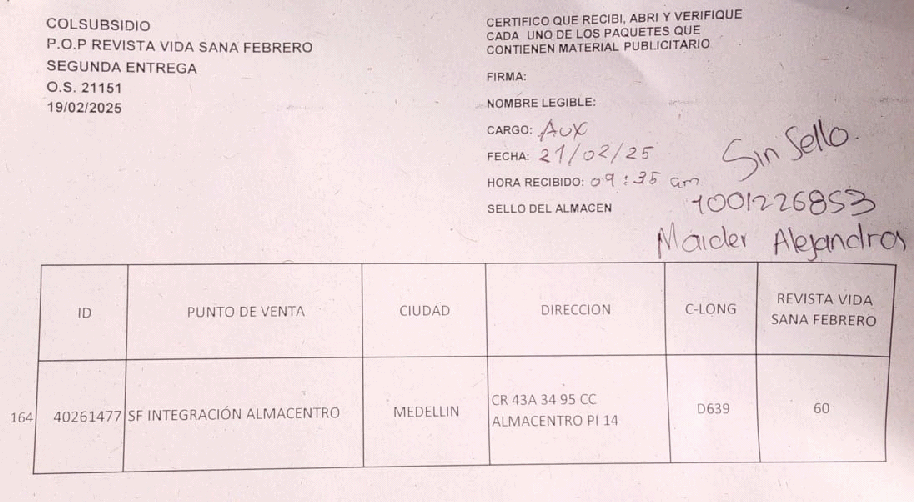 COLSUBSIDIO
P.O.P REVISTA VIDA SANA FEBRERO
SEGUNDA ENTREGA
O.S. 21151
19/02/2025
CERTIFICO QUE RECIBI, ABRI Y VERIFIQUE
CADA UNO DE LOS PAQUETES QUE
CONTIENEN MATERIAL PUBLICITARIO
FIRMA:
NOMBRE LEGIBLE:
CARGO: Aux
FECHA: 21/02/25
HORA RECIBIDO: 09:35 am
Sin Sello.
SELLO DEL ALMACEN 1001226853
Maider Alejandros
ID PUNTO DE VENTA CIUDAD DIRECCION C-LONG REVISTA VIDA
SANA FEBRERO
164 40261477 SF INTEGRACIÓN ALMACENTRO MEDELLIN CR 43A 34 95 CC D639 60
ALMACENTRO PI 14